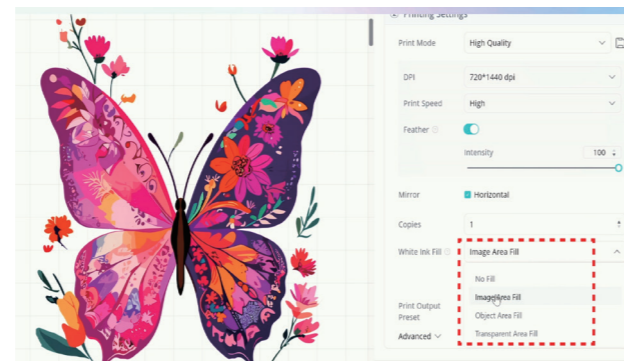 Printing Settings
Print Mode High Quality
DPI 720*1440 dpi
Print Speed High
Feather
Intensity 100
Mirror Horizontal
Copies 1
White Ink Fill Image Area Fill
No Fill
Image Area Fill
Object Area Fill
Print Output
Preset
Transparent Area Fill
Advanced